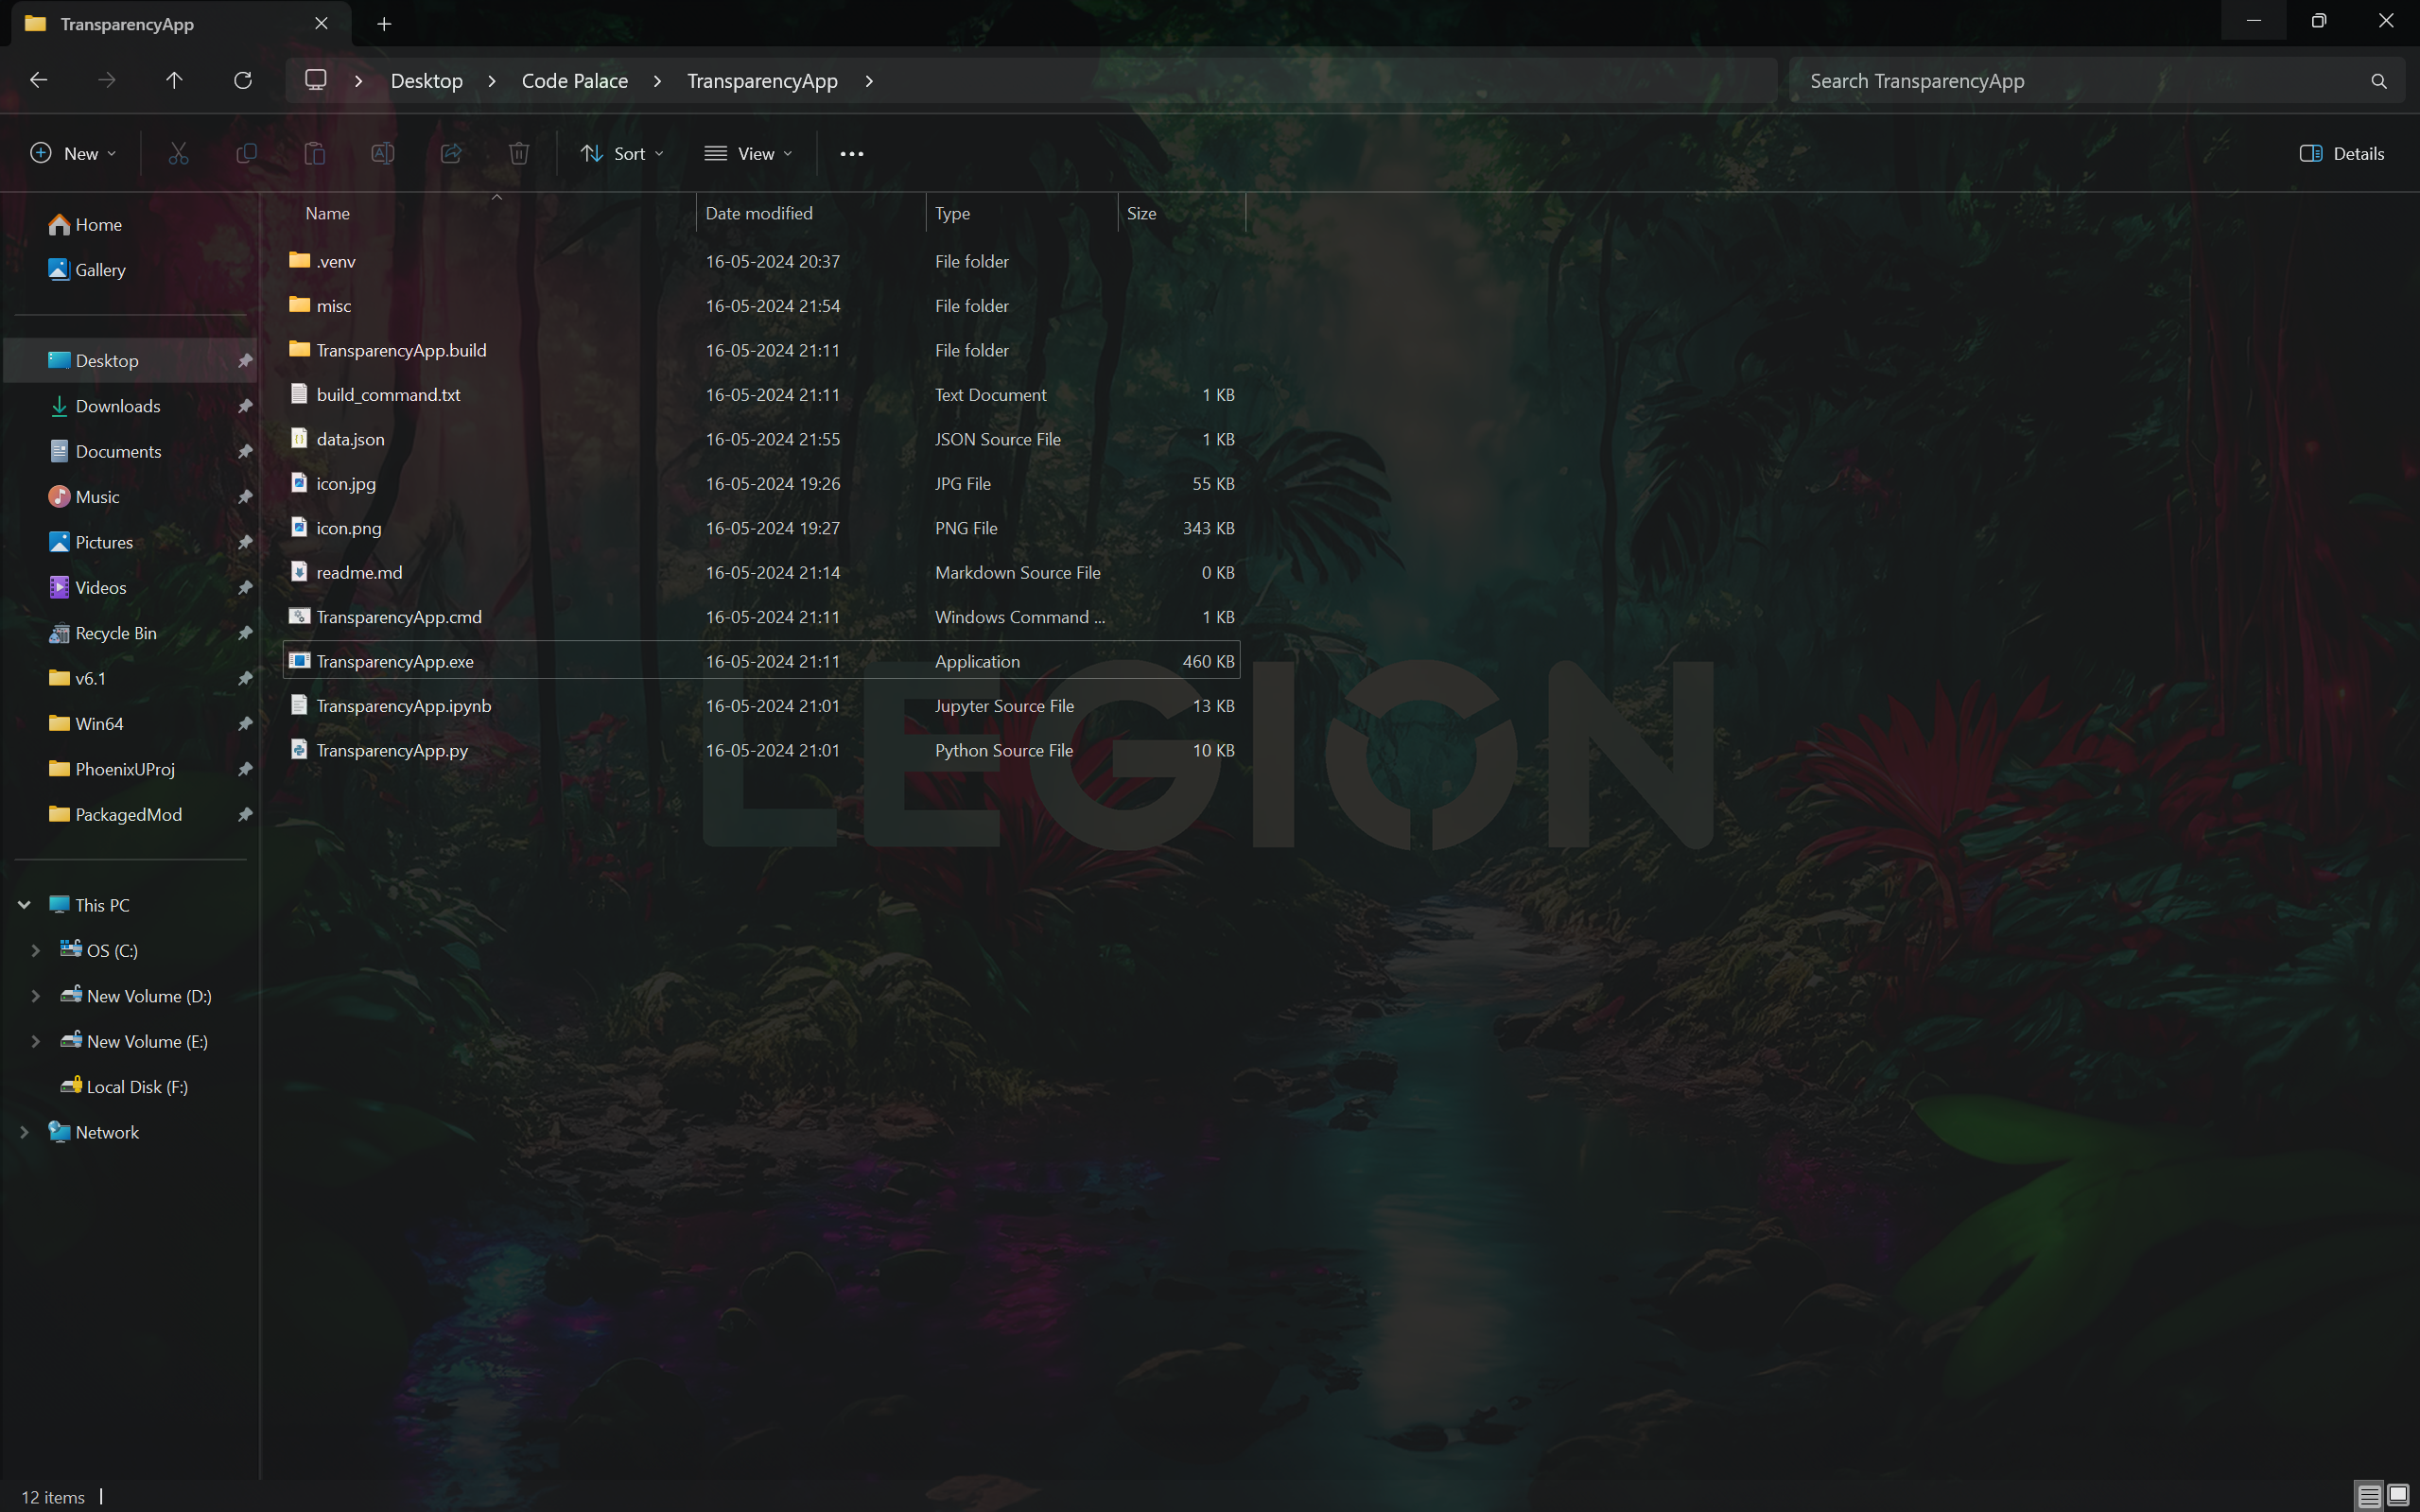 TransparencyApp
Desktop Code Palace TransparencyApp Search TransparencyApp
New Sort View Details
Name Date modified Type Size
Home
Gallery
Desktop
Downloads
Documents
Music
Pictures
Videos
Recycle Bin
v6.1
Win64
PhoenixUProj
PackagedMod
This PC
OS (C:)
New Volume (D:)
New Volume (E:)
Local Disk (F:)
Network
.venv 16-05-2024 20:37 File folder
misc 16-05-2024 21:54 File folder
TransparencyApp.build 16-05-2024 21:11 File folder
build_command.txt 16-05-2024 21:11 Text Document 1 KB
data.json 16-05-2024 21:55 JSON Source File 1 KB
icon.jpg 16-05-2024 19:26 JPG File 55 KB
icon.png 16-05-2024 19:27 PNG File 343 KB
readme.md 16-05-2024 21:14 Markdown Source File 0 KB
TransparencyApp.cmd 16-05-2024 21:11 Windows Command ... 1 KB
TransparencyApp.exe 16-05-2024 21:11 Application 460 KB
TransparencyApp.ipynb 16-05-2024 21:01 Jupyter Source File 13 KB
TransparencyApp.py 16-05-2024 21:01 Python Source File 10 KB
LEGION
12 items